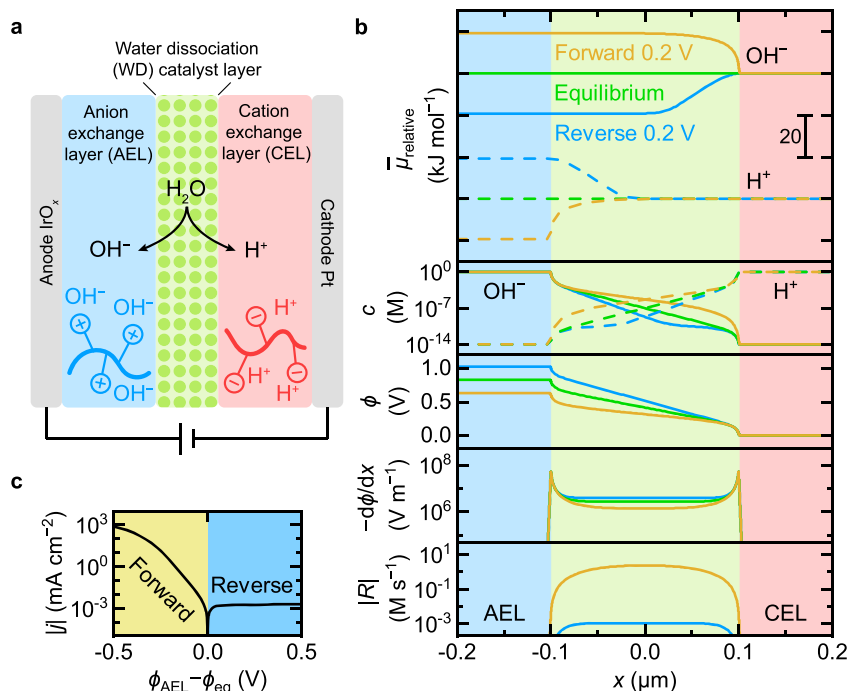 a
Water dissociation
(WD) catalyst layer
Anion
exchange
layer (AEL)
Cation
exchange
layer (CEL)
H₂O
OH⁻
H⁺
Anode IrOₓ
Cathode Pt
OH⁻
OH⁻
OH⁻
+
+
+
H⁺
H⁺
H⁺
−
−
−
b
Forward 0.2 V
OH⁻
Equilibrium
Reverse 0.2 V
20
H⁺
μ̅relative
(kJ mol⁻¹)
10⁰
10⁻⁷
10⁻¹⁴
c
(M)
OH⁻
H⁺
1.0
0.5
0.0
ϕ
(V)
10⁸
10⁶
−dϕ/dx
(V m⁻¹)
10¹
10⁻¹
10⁻³
|R|
(M s⁻¹)
AEL
CEL
-0.2
-0.1
0.0
0.1
0.2
x (μm)
c
10³
10⁰
10⁻³
|j| (mA cm⁻²)
Forward
Reverse
-0.5
0.0
0.5
ϕAEL−ϕeq (V)